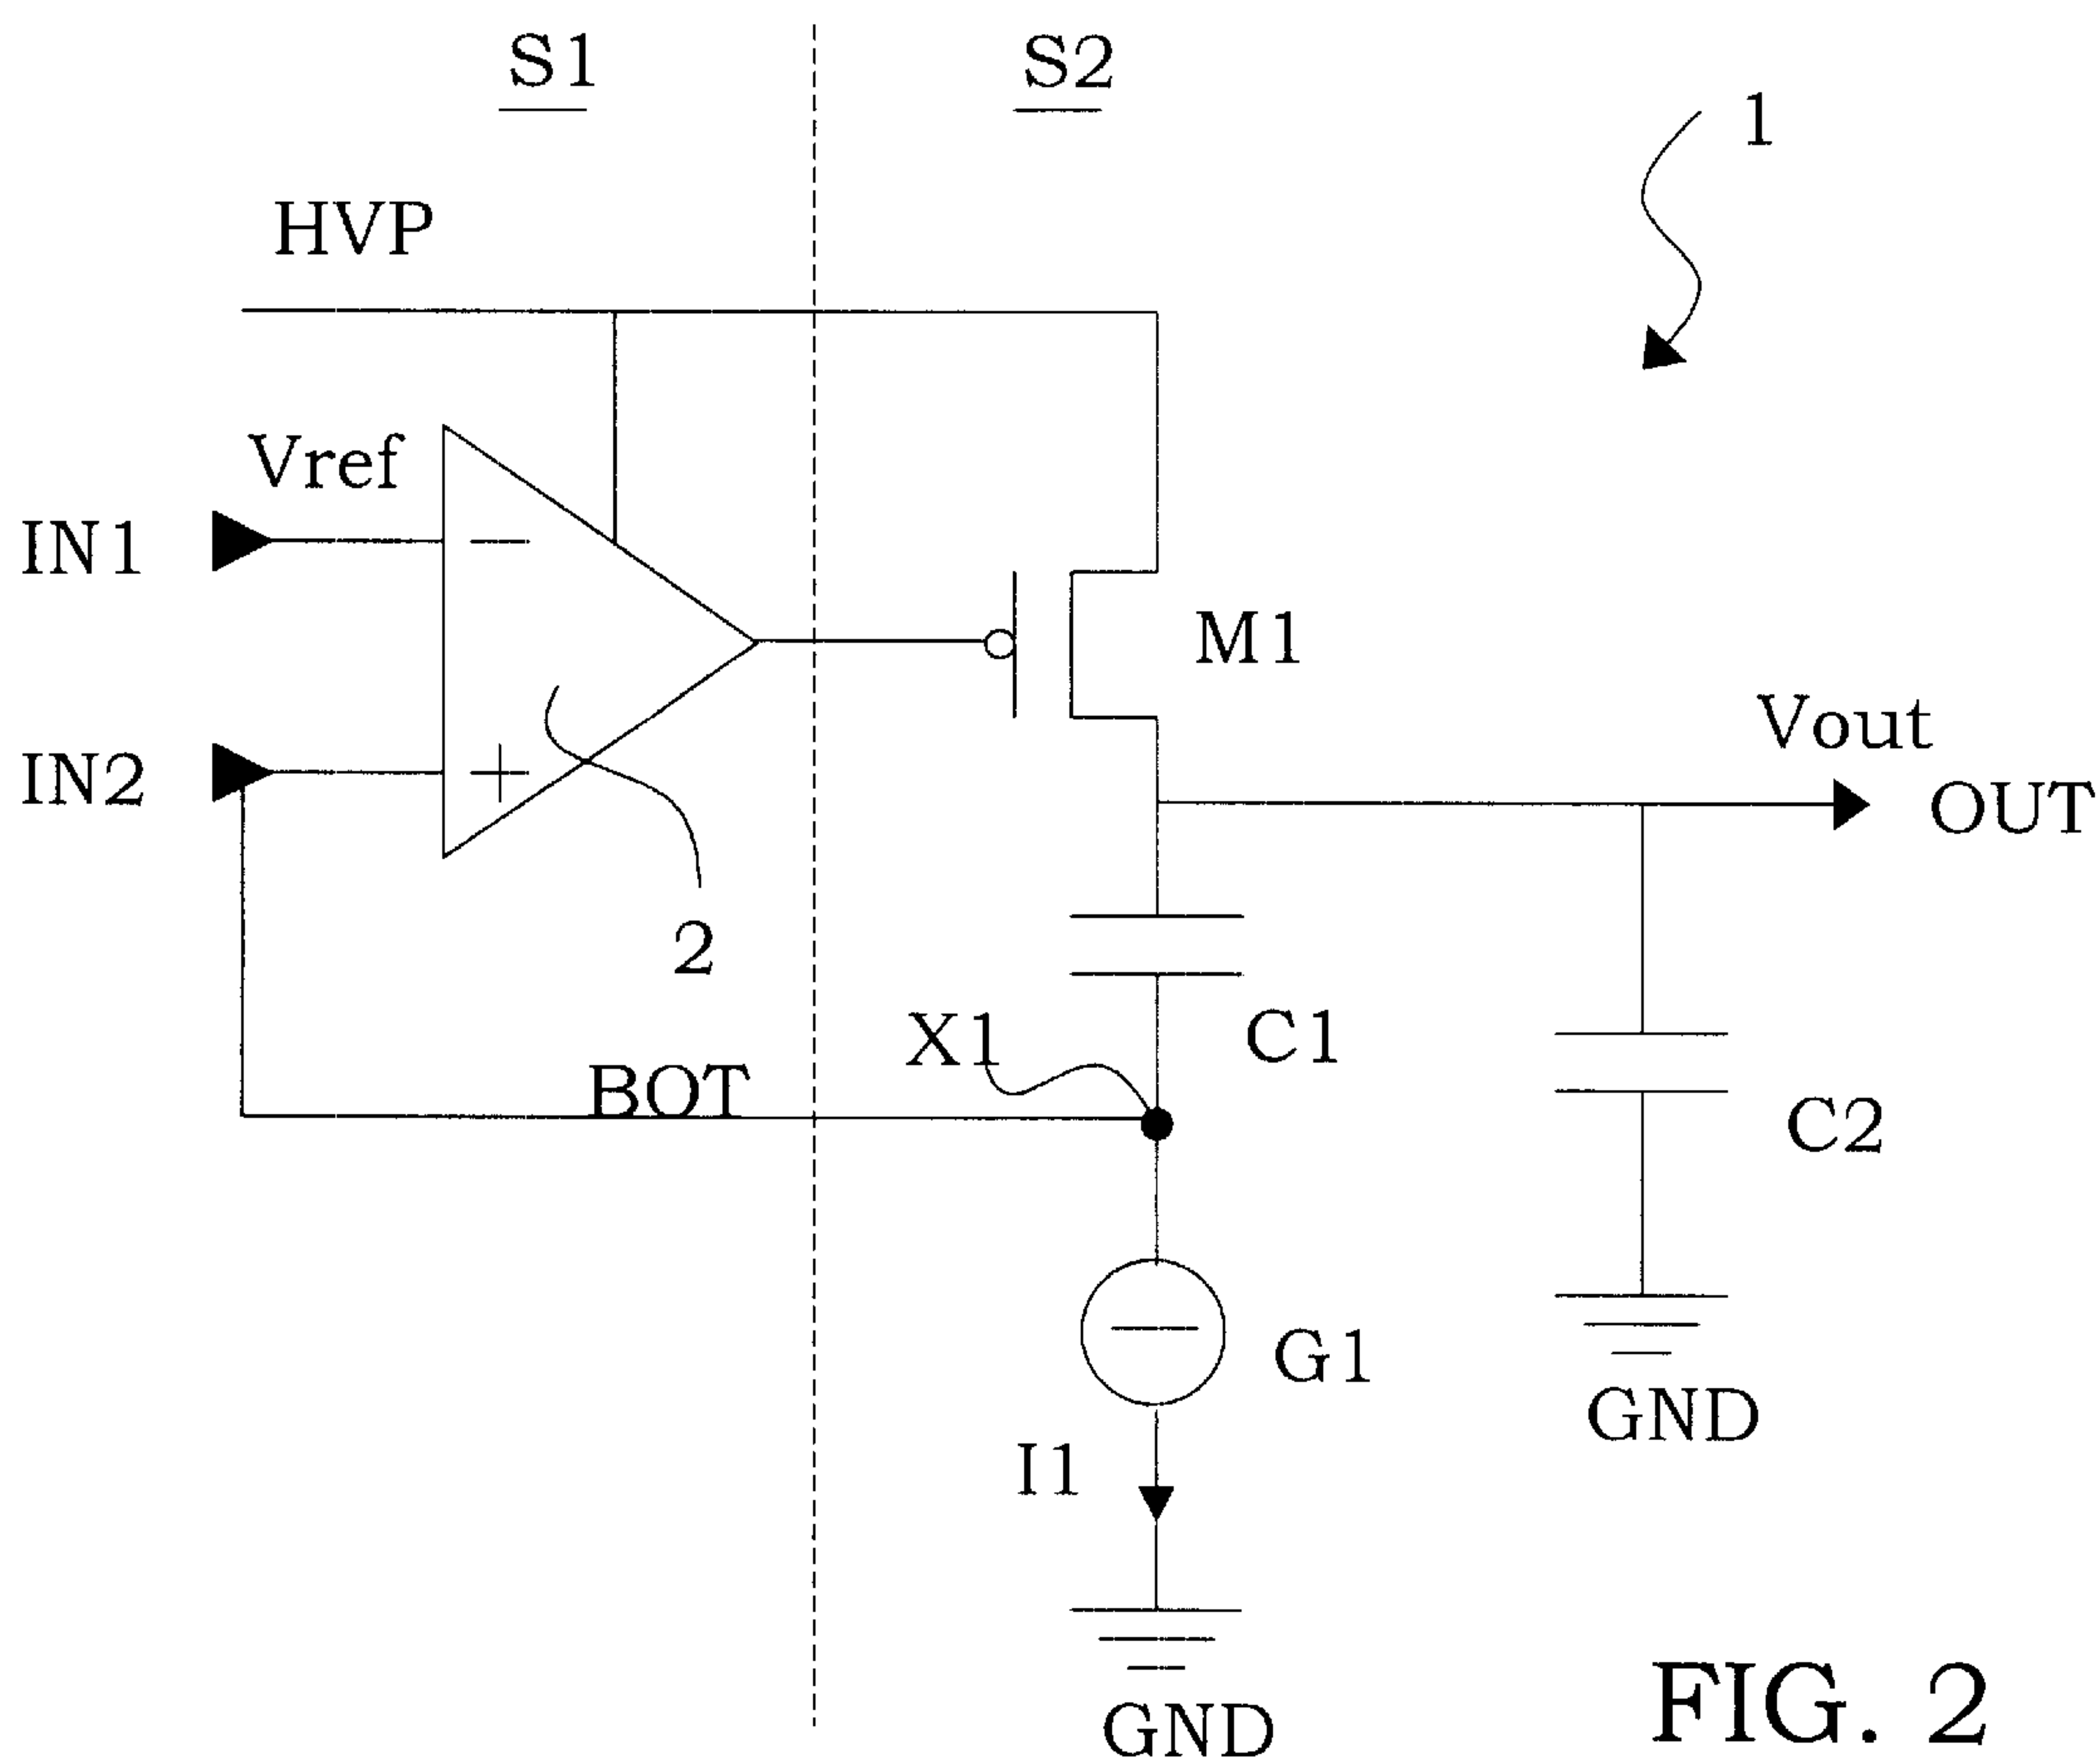 S1
S2
1
HVP
Vref
IN1
M1
Vout
IN2
OUT
2
X1
C1
BOT
C2
G1
GND
I1
GND
FIG. 2